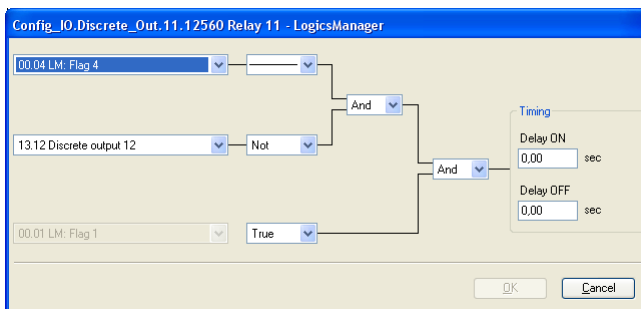 Config_IO.Discrete_Out.11.12560 Relay 11 - LogicsManager
00.04 LM: Flag 4
And
Timing
Delay ON
0,00 sec
13.12 Discrete output 12
Not
And
Delay OFF
0,00 sec
00.01 LM: Flag 1
True
OK
Cancel